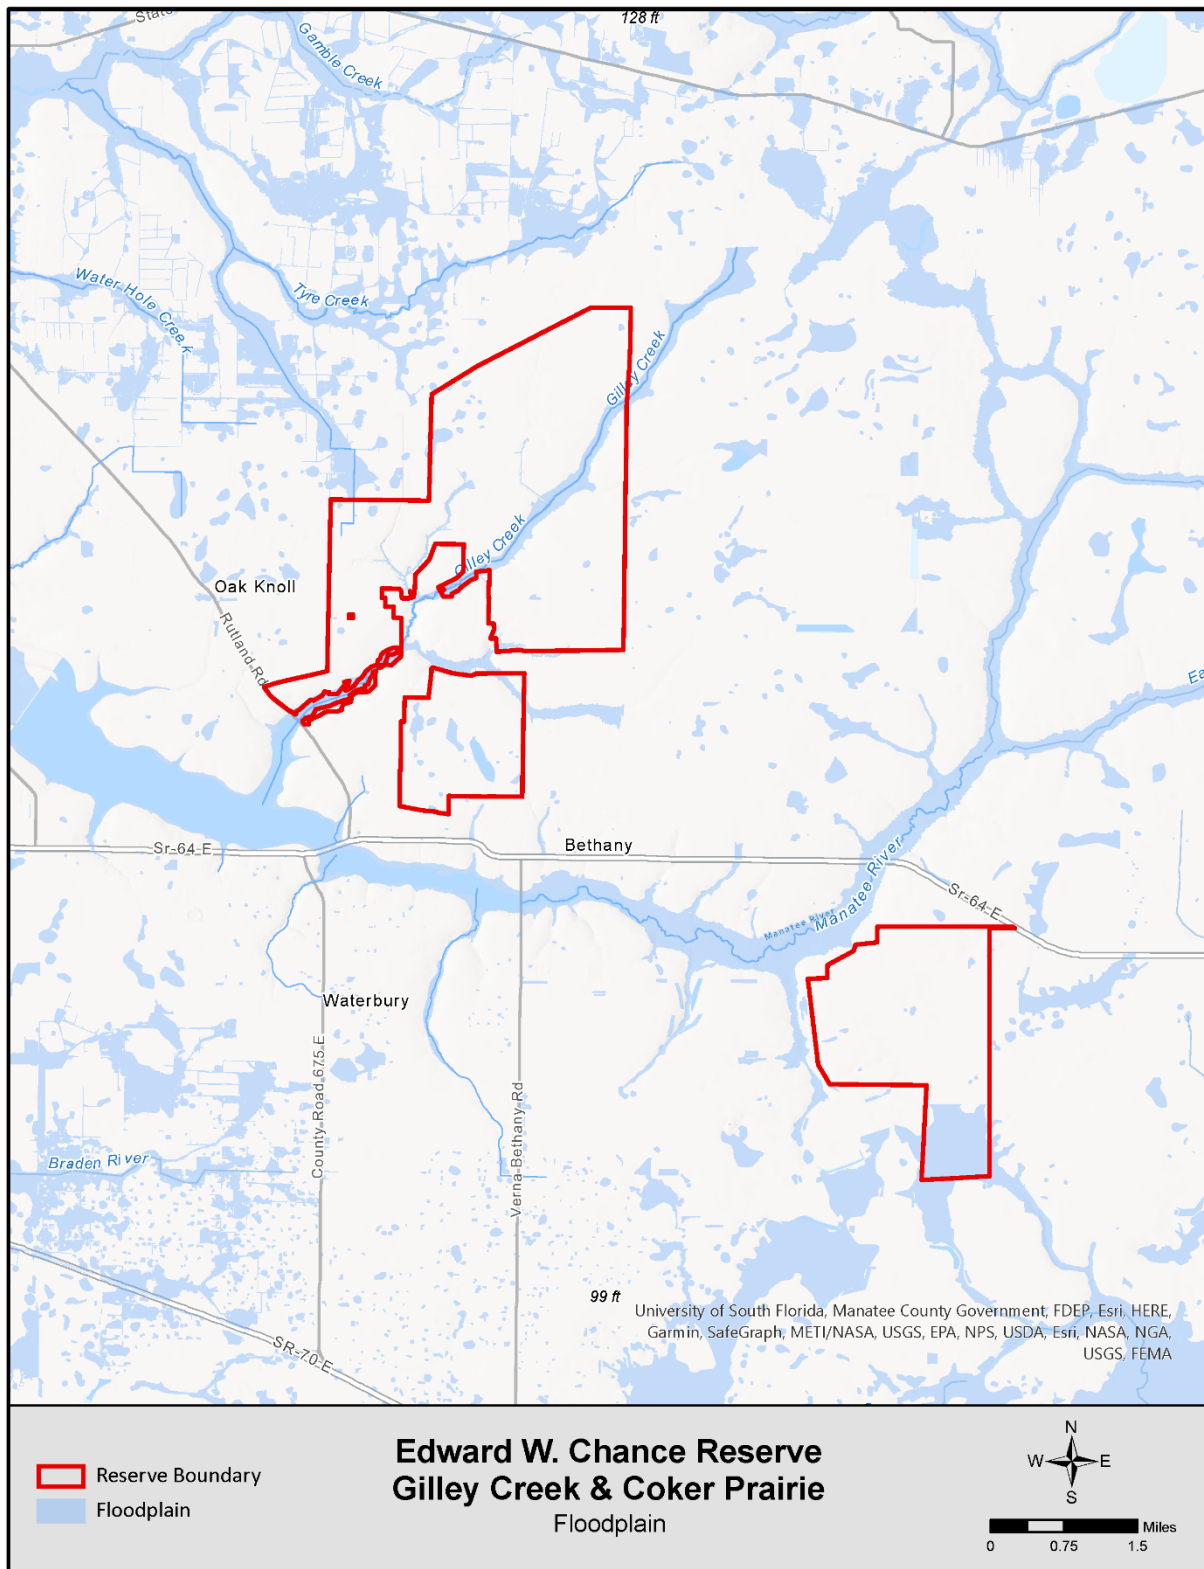 128 ft
State
Gamble Creek
Water Hole Creek
Tyre Creek
Gilley Creek
Gilley Creek
Oak Knoll
Rutland Rd
Ea
Sr-64 E
Bethany
Manatee River
Manatee River
Sr-64 E
Waterbury
County Road 675 E
Verna-Bethany Rd
Braden River
SR-70 E
99 ft
University of South Florida, Manatee County Government, FDEP, Esri, HERE,
Garmin, SafeGraph, METI/NASA, USGS, EPA, NPS, USDA, Esri, NASA, NGA,
USGS, FEMA
Reserve Boundary
Floodplain
Edward W. Chance Reserve
Gilley Creek & Coker Prairie
Floodplain
N
W E
S
Miles
0 0.75 1.5